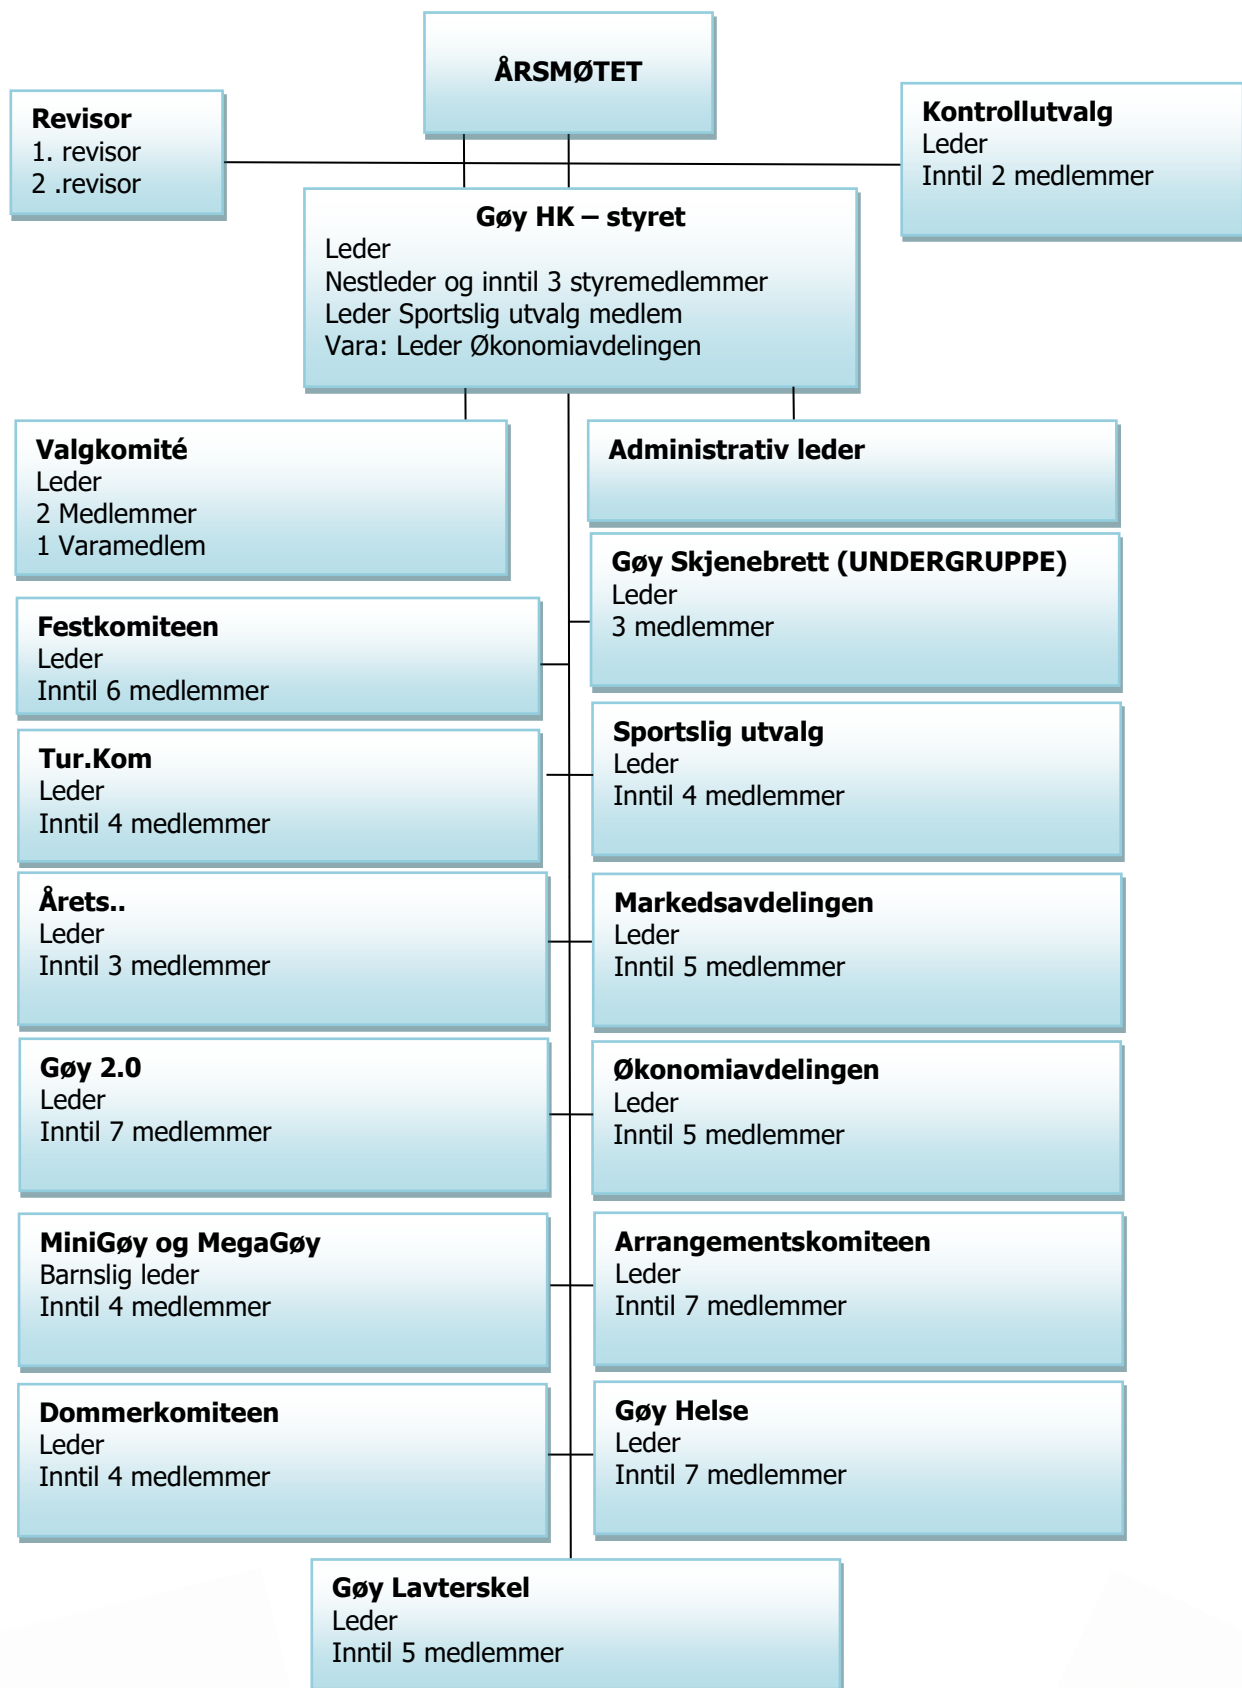 ÅRSMØTET
Revisor
1. revisor
2 .revisor
Kontrollutvalg
Leder
Inntil 2 medlemmer
Gøy HK – styret
Leder
Nestleder og inntil 3 styremedlemmer
Leder Sportslig utvalg medlem
Vara: Leder Økonomiavdelingen
Valgkomité
Leder
2 Medlemmer
1 Varamedlem
Administrativ leder
Gøy Skjenebrett (UNDERGRUPPE)
Leder
3 medlemmer
Festkomiteen
Leder
Inntil 6 medlemmer
Sportslig utvalg
Leder
Inntil 4 medlemmer
Tur.Kom
Leder
Inntil 4 medlemmer
Årets..
Leder
Inntil 3 medlemmer
Markedsavdelingen
Leder
Inntil 5 medlemmer
Gøy 2.0
Leder
Inntil 7 medlemmer
Økonomiavdelingen
Leder
Inntil 5 medlemmer
MiniGøy og MegaGøy
Barnslig leder
Inntil 4 medlemmer
Arrangementskomiteen
Leder
Inntil 7 medlemmer
Dommerkomiteen
Leder
Inntil 4 medlemmer
Gøy Helse
Leder
Inntil 7 medlemmer
Gøy Lavterskel
Leder
Inntil 5 medlemmer